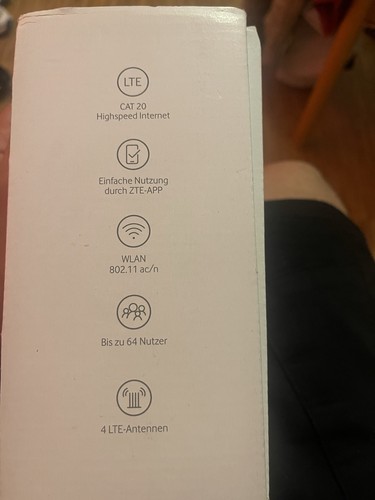 LTE
CAT 20
Highspeed Internet
Einfache Nutzung
durch ZTE-APP
WLAN
802.11 ac/n
Bis zu 64 Nutzer
4 LTE-Antennen